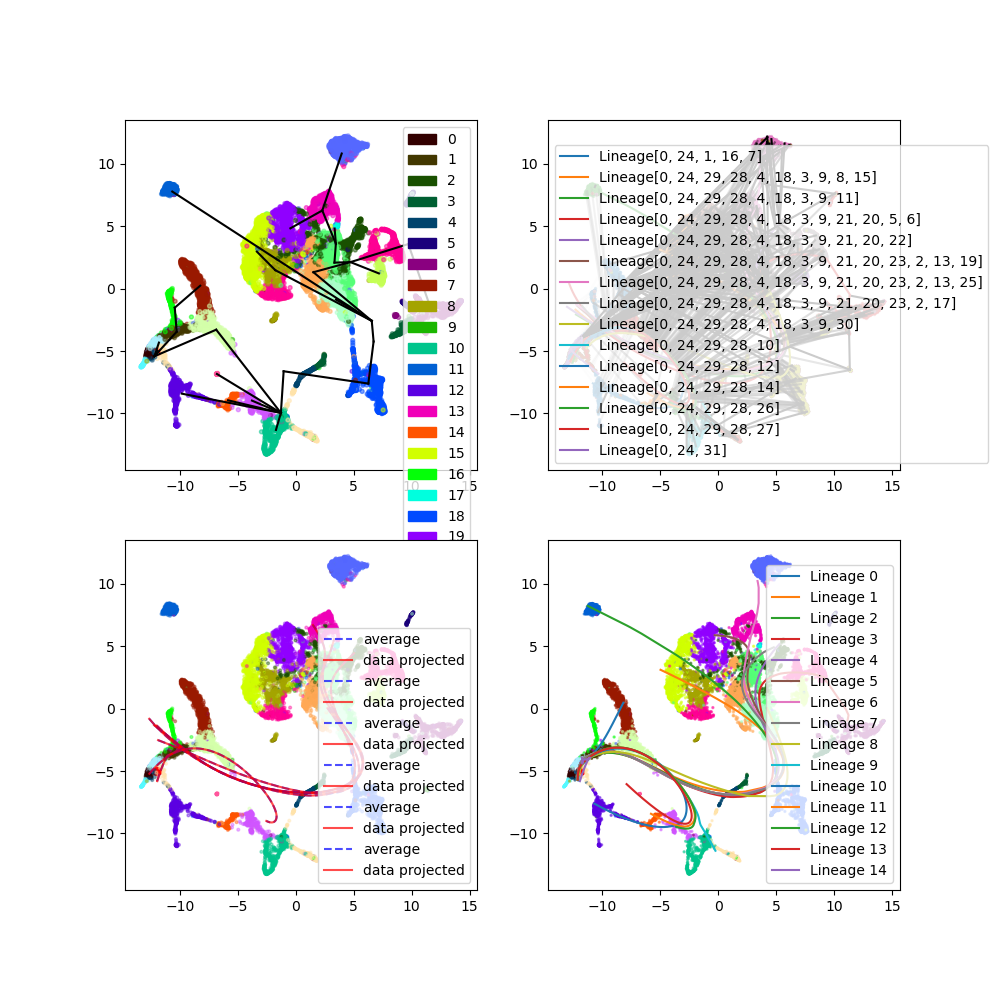 10
5
0
−5
−10
−10
−5
0
5
10
15
0
1
2
3
4
5
6
7
8
9
10
11
12
13
14
15
16
17
18
19
10
5
0
−5
−10
−10
−5
0
5
10
15
Lineage[0, 24, 1, 16, 7]
Lineage[0, 24, 29, 28, 4, 18, 3, 9, 8, 15]
Lineage[0, 24, 29, 28, 4, 18, 3, 9, 11]
Lineage[0, 24, 29, 28, 4, 18, 3, 9, 21, 20, 5, 6]
Lineage[0, 24, 29, 28, 4, 18, 3, 9, 21, 20, 22]
Lineage[0, 24, 29, 28, 4, 18, 3, 9, 21, 20, 23, 2, 13, 19]
Lineage[0, 24, 29, 28, 4, 18, 3, 9, 21, 20, 23, 2, 13, 25]
Lineage[0, 24, 29, 28, 4, 18, 3, 9, 21, 20, 23, 2, 17]
Lineage[0, 24, 29, 28, 4, 18, 3, 9, 30]
Lineage[0, 24, 29, 28, 10]
Lineage[0, 24, 29, 28, 12]
Lineage[0, 24, 29, 28, 14]
Lineage[0, 24, 29, 28, 26]
Lineage[0, 24, 29, 28, 27]
Lineage[0, 24, 31]
10
5
0
−5
−10
−10
−5
0
5
10
15
average
data projected
average
data projected
average
data projected
average
data projected
average
data projected
average
data projected
10
5
0
−5
−10
−10
−5
0
5
10
15
Lineage 0
Lineage 1
Lineage 2
Lineage 3
Lineage 4
Lineage 5
Lineage 6
Lineage 7
Lineage 8
Lineage 9
Lineage 10
Lineage 11
Lineage 12
Lineage 13
Lineage 14